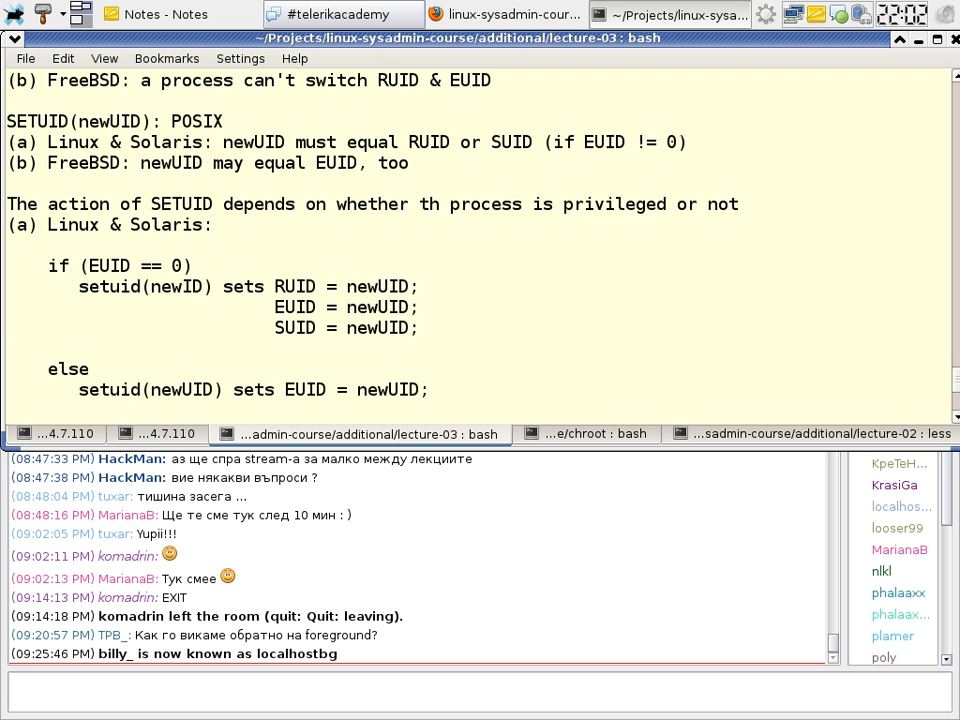 Notes - Notes
#telerikacademy
linux-sysadmin-cour...
~/Projects/linux-sysa...
22:02
~/Projects/linux-sysadmin-course/additional/lecture-03 : bash
File Edit View Bookmarks Settings Help
(b) FreeBSD: a process can't switch RUID & EUID
SETUID(newUID): POSIX
(a) Linux & Solaris: newUID must equal RUID or SUID (if EUID != 0)
(b) FreeBSD: newUID may equal EUID, too
The action of SETUID depends on whether th process is privileged or not
(a) Linux & Solaris:
if (EUID == 0)
setuid(newID) sets RUID = newUID;
EUID = newUID;
SUID = newUID;
else
setuid(newUID) sets EUID = newUID;
...4.7.110
...4.7.110
...admin-course/additional/lecture-03 : bash
...e/chroot : bash
...sadmin-course/additional/lecture-02 : less
(08:47:33 PM) HackMan: аз ще спра stream-а за малко между лекциите
(08:47:38 PM) HackMan: вие някакви въпроси ?
(08:48:04 PM) tuxar: тишина засега ...
(08:48:16 PM) MarianaB: Ще те сме тук след 10 мин : )
(09:02:05 PM) tuxar: Yupii!!!
(09:02:11 PM) komadrin:
(09:02:13 PM) MarianaB: Тук смее
(09:14:13 PM) komadrin: EXIT
(09:14:18 PM) komadrin left the room (quit: Quit: leaving).
(09:20:57 PM) TPB_: Как го викаме обратно на foreground?
(09:25:46 PM) billy_ is now known as localhostbg
KpeTeH...
KrasiGa
localhos...
looser99
MarianaB
nlkl
phalaaxx
phalaax...
plamer
poly